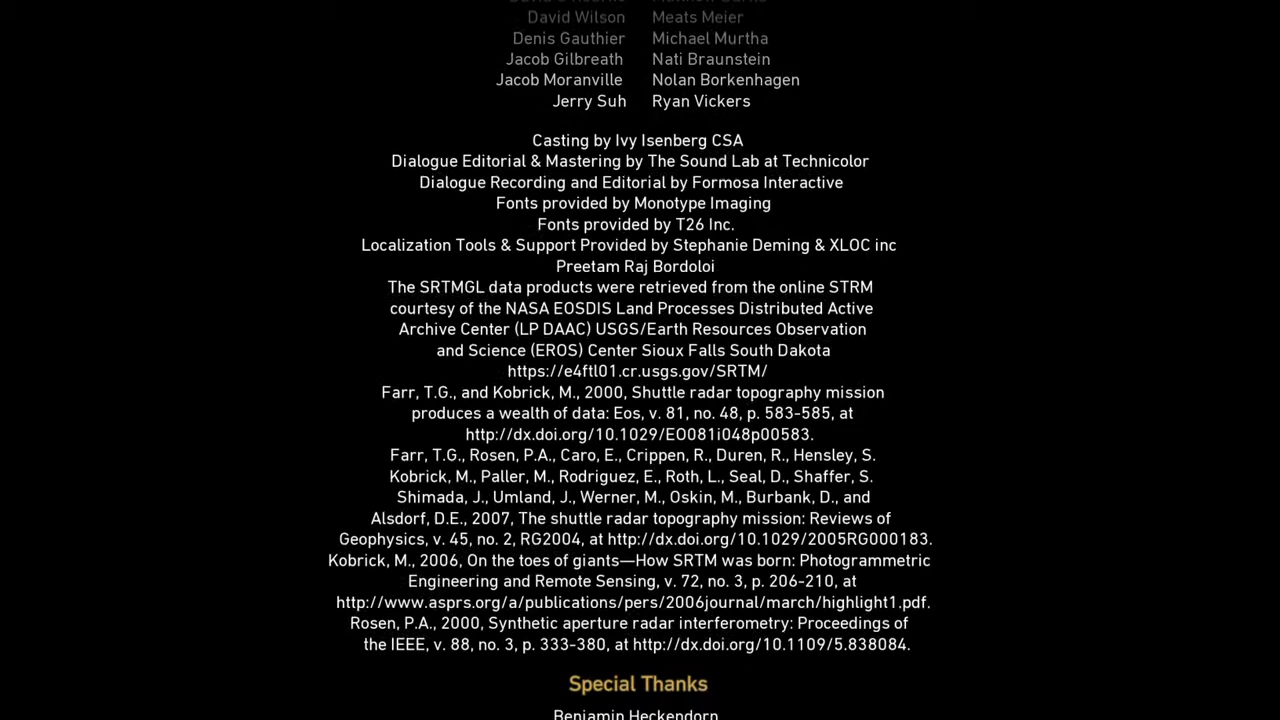 David Wilson Meats Meier
Denis Gauthier Michael Murtha
Jacob Gilbreath Nati Braunstein
Jacob Moranville Nolan Borkenhagen
Jerry Suh Ryan Vickers
Casting by Ivy Isenberg CSA
Dialogue Editorial & Mastering by The Sound Lab at Technicolor
Dialogue Recording and Editorial by Formosa Interactive
Fonts provided by Monotype Imaging
Fonts provided by T26 Inc.
Localization Tools & Support Provided by Stephanie Deming & XLOC inc
Preetam Raj Bordoloi
The SRTMGL data products were retrieved from the online STRM
courtesy of the NASA EOSDIS Land Processes Distributed Active
Archive Center (LP DAAC) USGS/Earth Resources Observation
and Science (EROS) Center Sioux Falls South Dakota
https://e4ftl01.cr.usgs.gov/SRTM/
Farr, T.G., and Kobrick, M., 2000, Shuttle radar topography mission
produces a wealth of data: Eos, v. 81, no. 48, p. 583-585, at
http://dx.doi.org/10.1029/EO081i048p00583.
Farr, T.G., Rosen, P.A., Caro, E., Crippen, R., Duren, R., Hensley, S.
Kobrick, M., Paller, M., Rodriguez, E., Roth, L., Seal, D., Shaffer, S.
Shimada, J., Umland, J., Werner, M., Oskin, M., Burbank, D., and
Alsdorf, D.E., 2007, The shuttle radar topography mission: Reviews of
Geophysics, v. 45, no. 2, RG2004, at http://dx.doi.org/10.1029/2005RG000183.
Kobrick, M., 2006, On the toes of giants—How SRTM was born: Photogrammetric
Engineering and Remote Sensing, v. 72, no. 3, p. 206-210, at
http://www.asprs.org/a/publications/pers/2006journal/march/highlight1.pdf.
Rosen, P.A., 2000, Synthetic aperture radar interferometry: Proceedings of
the IEEE, v. 88, no. 3, p. 333-380, at http://dx.doi.org/10.1109/5.838084.
Special Thanks
Benjamin Heckendorn